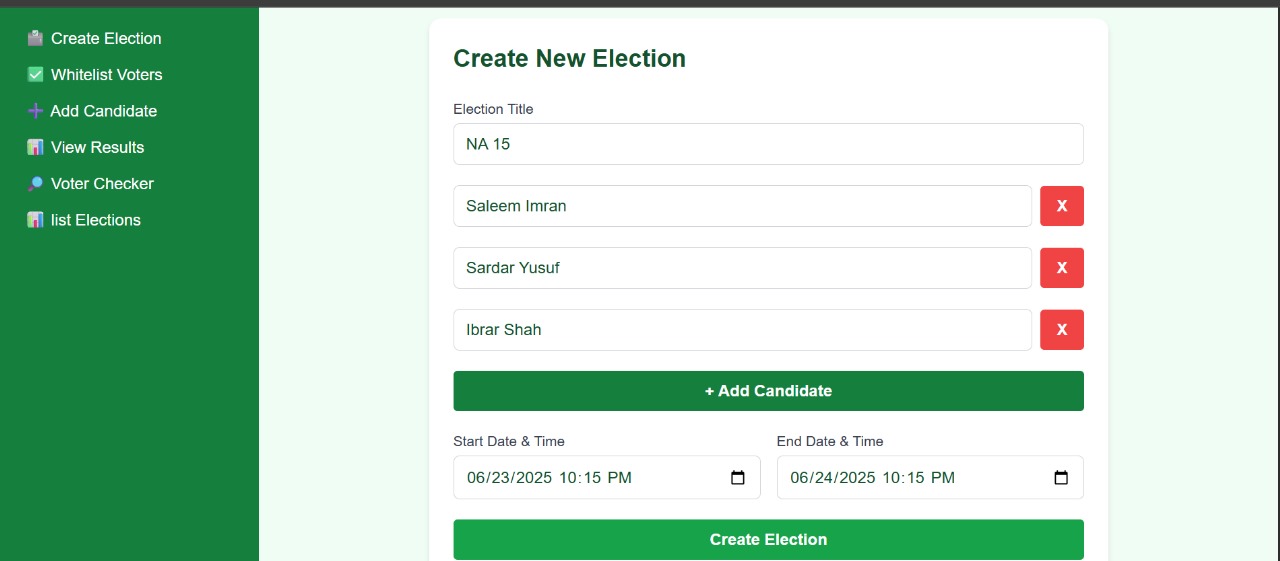 Create Election
Whitelist Voters
Add Candidate
View Results
Voter Checker
list Elections
Create New Election
Election Title
NA 15
Saleem Imran X
Sardar Yusuf X
Ibrar Shah X
+ Add Candidate
Start Date & Time End Date & Time
06/23/2025 10:15 PM 06/24/2025 10:15 PM
Create Election